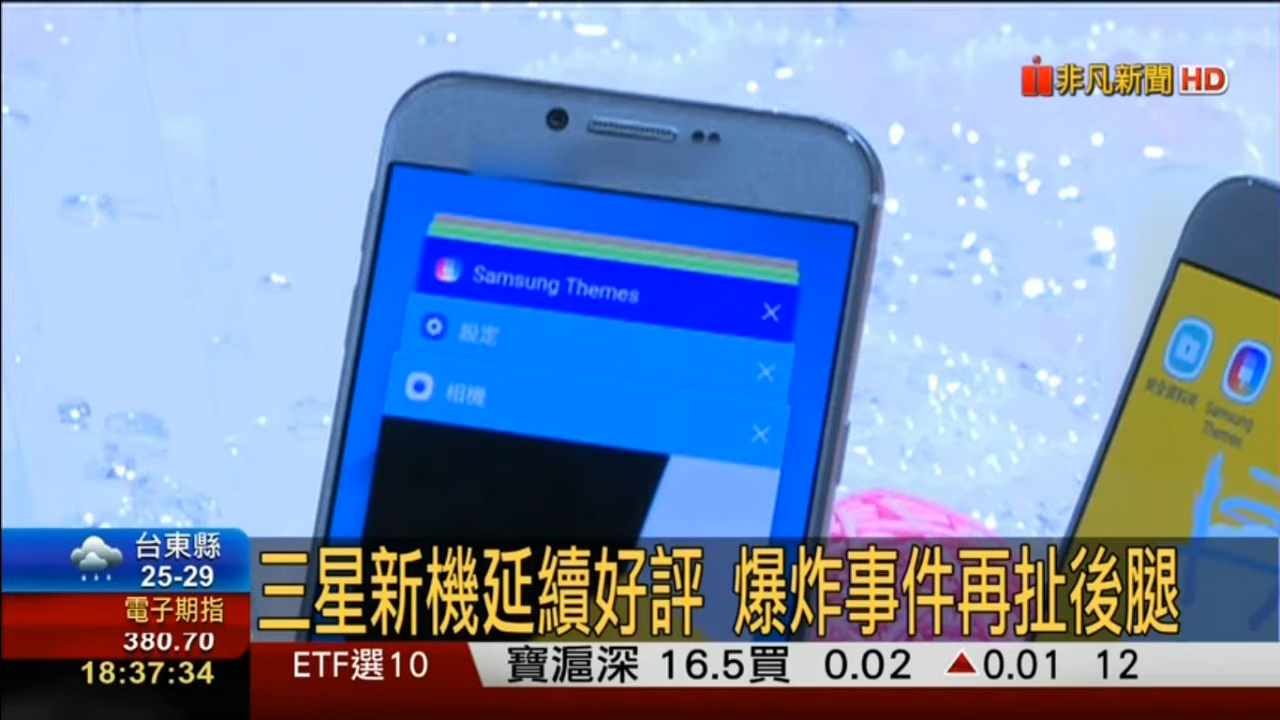 非凡新聞 HD
Samsung Themes
設定
相機
Samsung
Themes
台東縣
25-29
三星新機延續好評 爆炸事件再扯後腿
電子期指
380.70
18:37:34
ETF選10
寶滬深 16.5買 0.02 ▲0.01 12